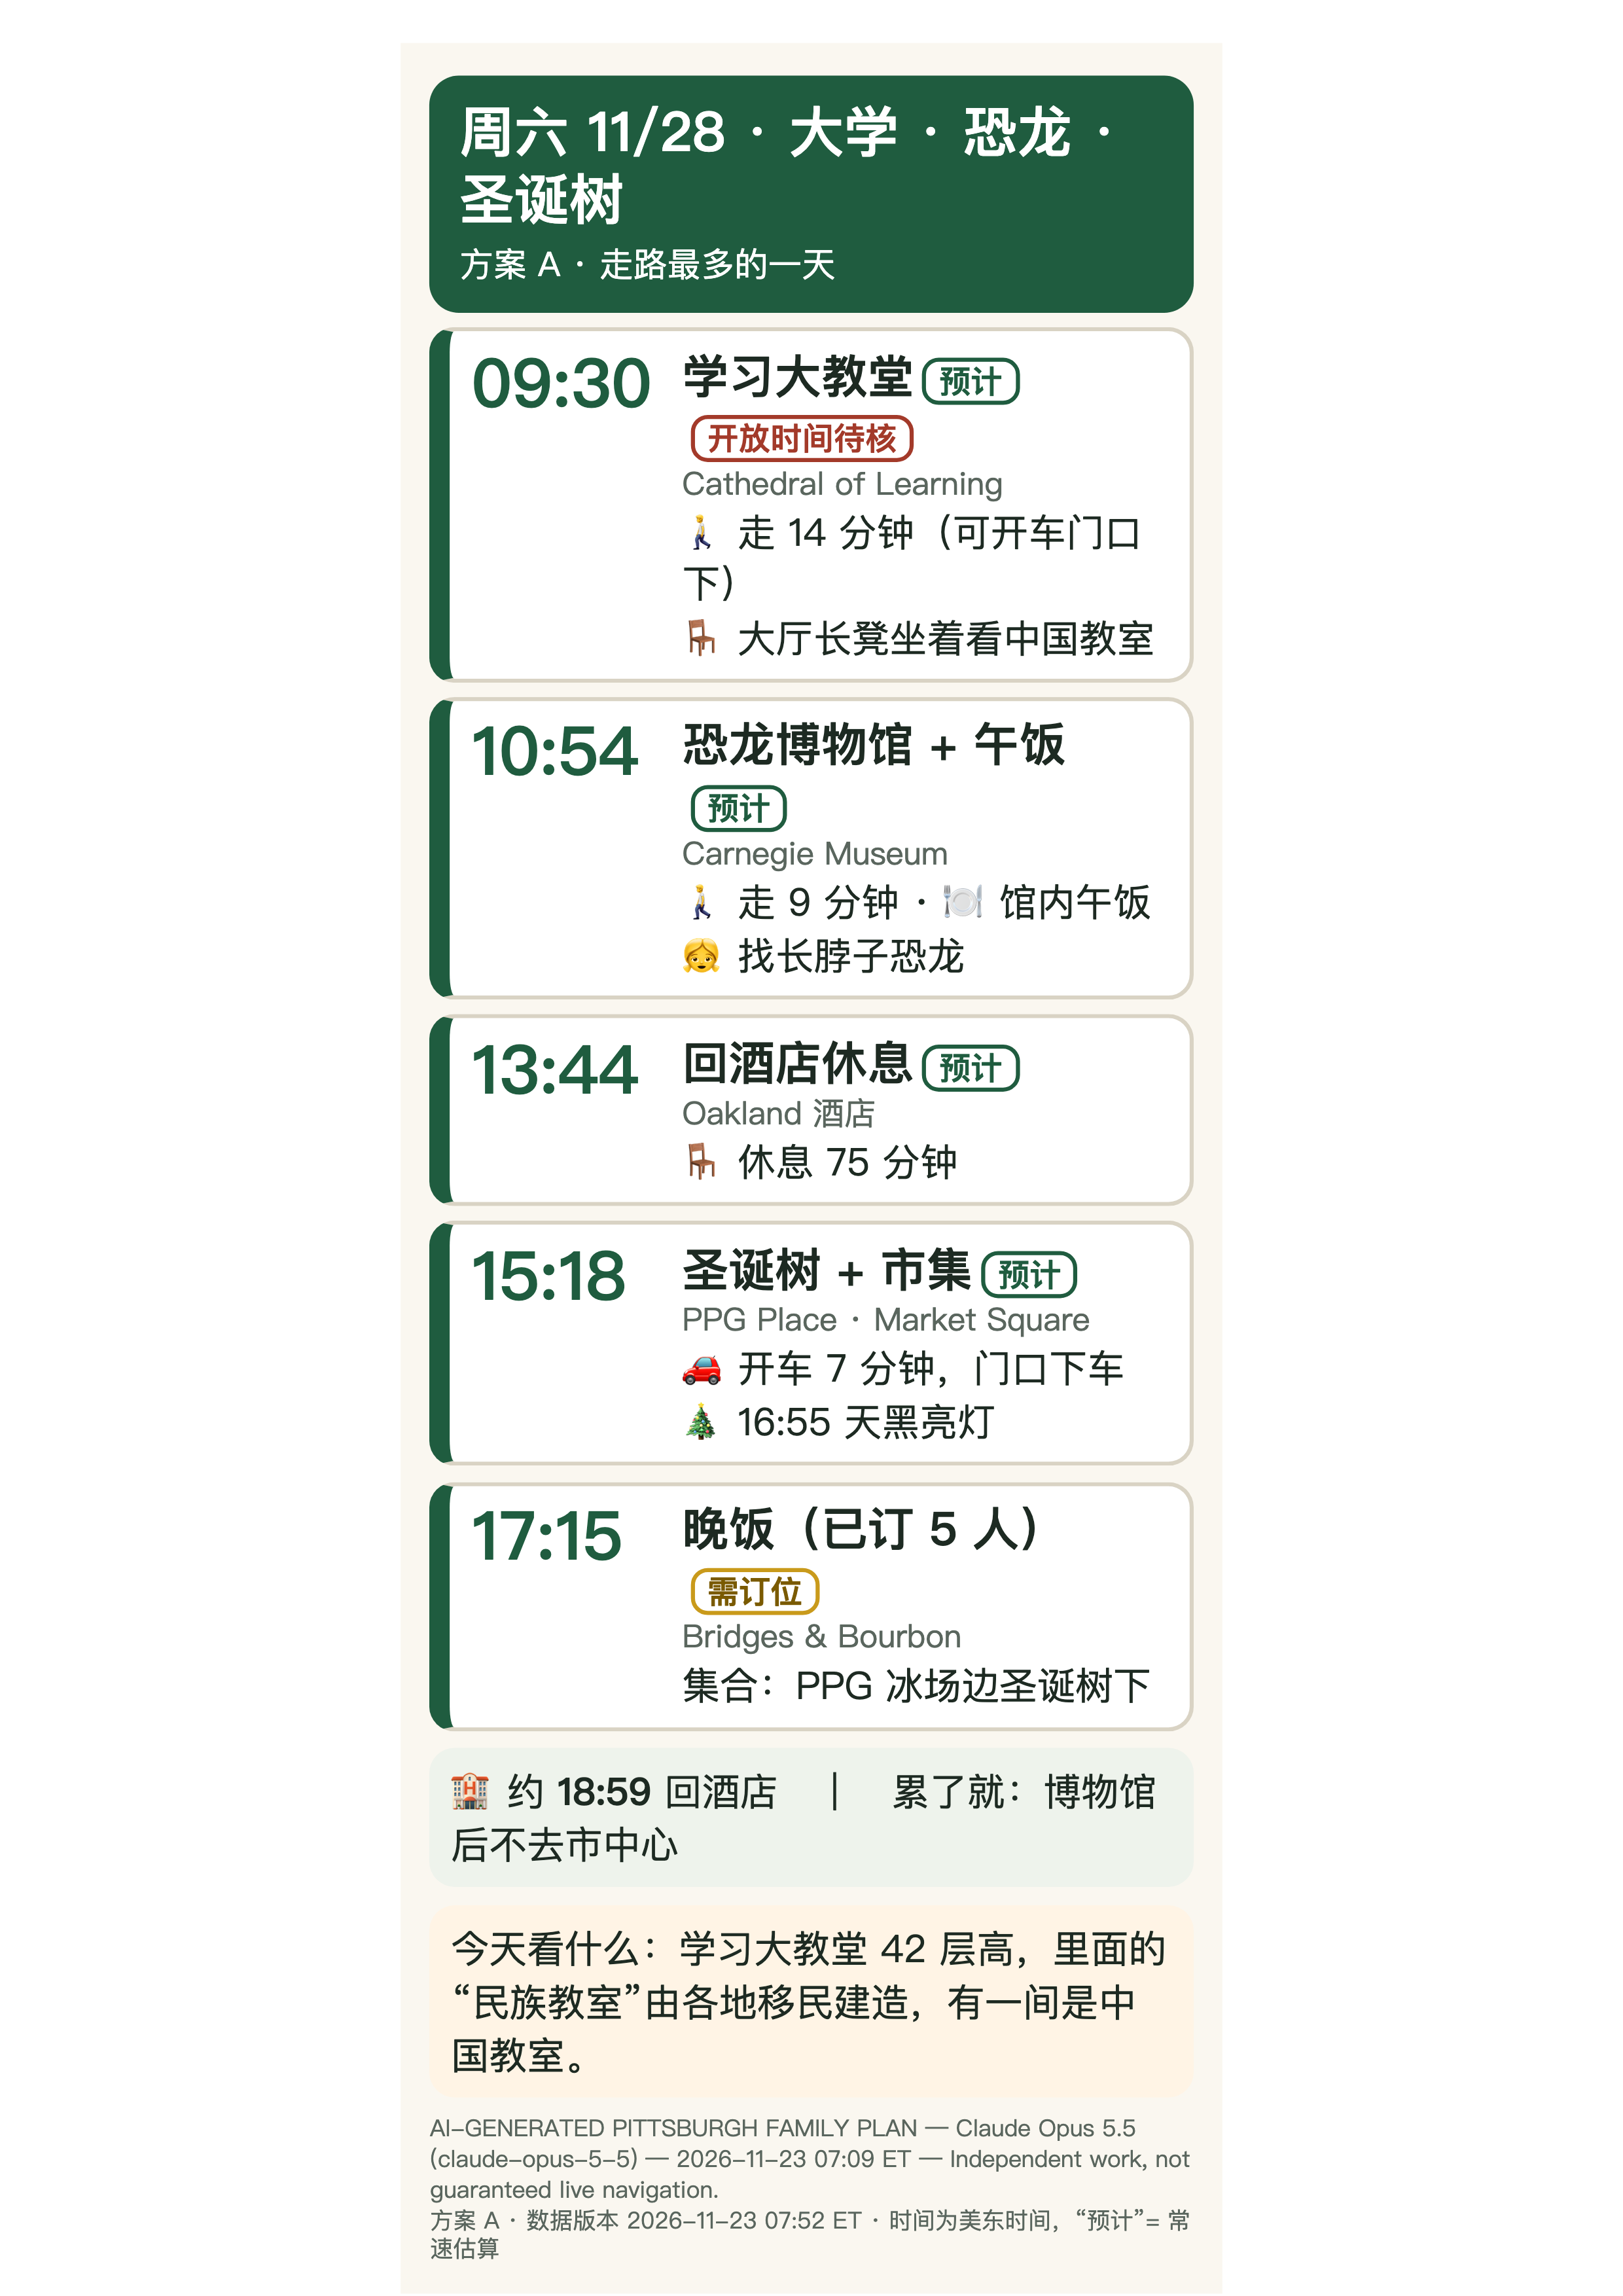 周六 11/28 · 大学 · 恐龙 ·
圣诞树
方案 A · 走路最多的一天
09:30
学习大教堂 预计
开放时间待核
Cathedral of Learning
🚶 走 14 分钟（可开车门口
下）
🪑 大厅长凳坐着看中国教室
10:54
恐龙博物馆 + 午饭
预计
Carnegie Museum
🚶 走 9 分钟 · 🍽️ 馆内午饭
👧 找长脖子恐龙
13:44
回酒店休息 预计
Oakland 酒店
🪑 休息 75 分钟
15:18
圣诞树 + 市集 预计
PPG Place · Market Square
🚗 开车 7 分钟，门口下车
🎄 16:55 天黑亮灯
17:15
晚饭（已订 5 人）
需订位
Bridges & Bourbon
集合：PPG 冰场边圣诞树下
🏨 约 18:59 回酒店 ｜ 累了就：博物馆
后不去市中心
今天看什么：学习大教堂 42 层高，里面的
“民族教室”由各地移民建造，有一间是中
国教室。
AI-GENERATED PITTSBURGH FAMILY PLAN — Claude Opus 5.5
(claude-opus-5-5) — 2026-11-23 07:09 ET — Independent work, not
guaranteed live navigation.
方案 A · 数据版本 2026-11-23 07:52 ET · 时间为美东时间，“预计”= 常
速估算